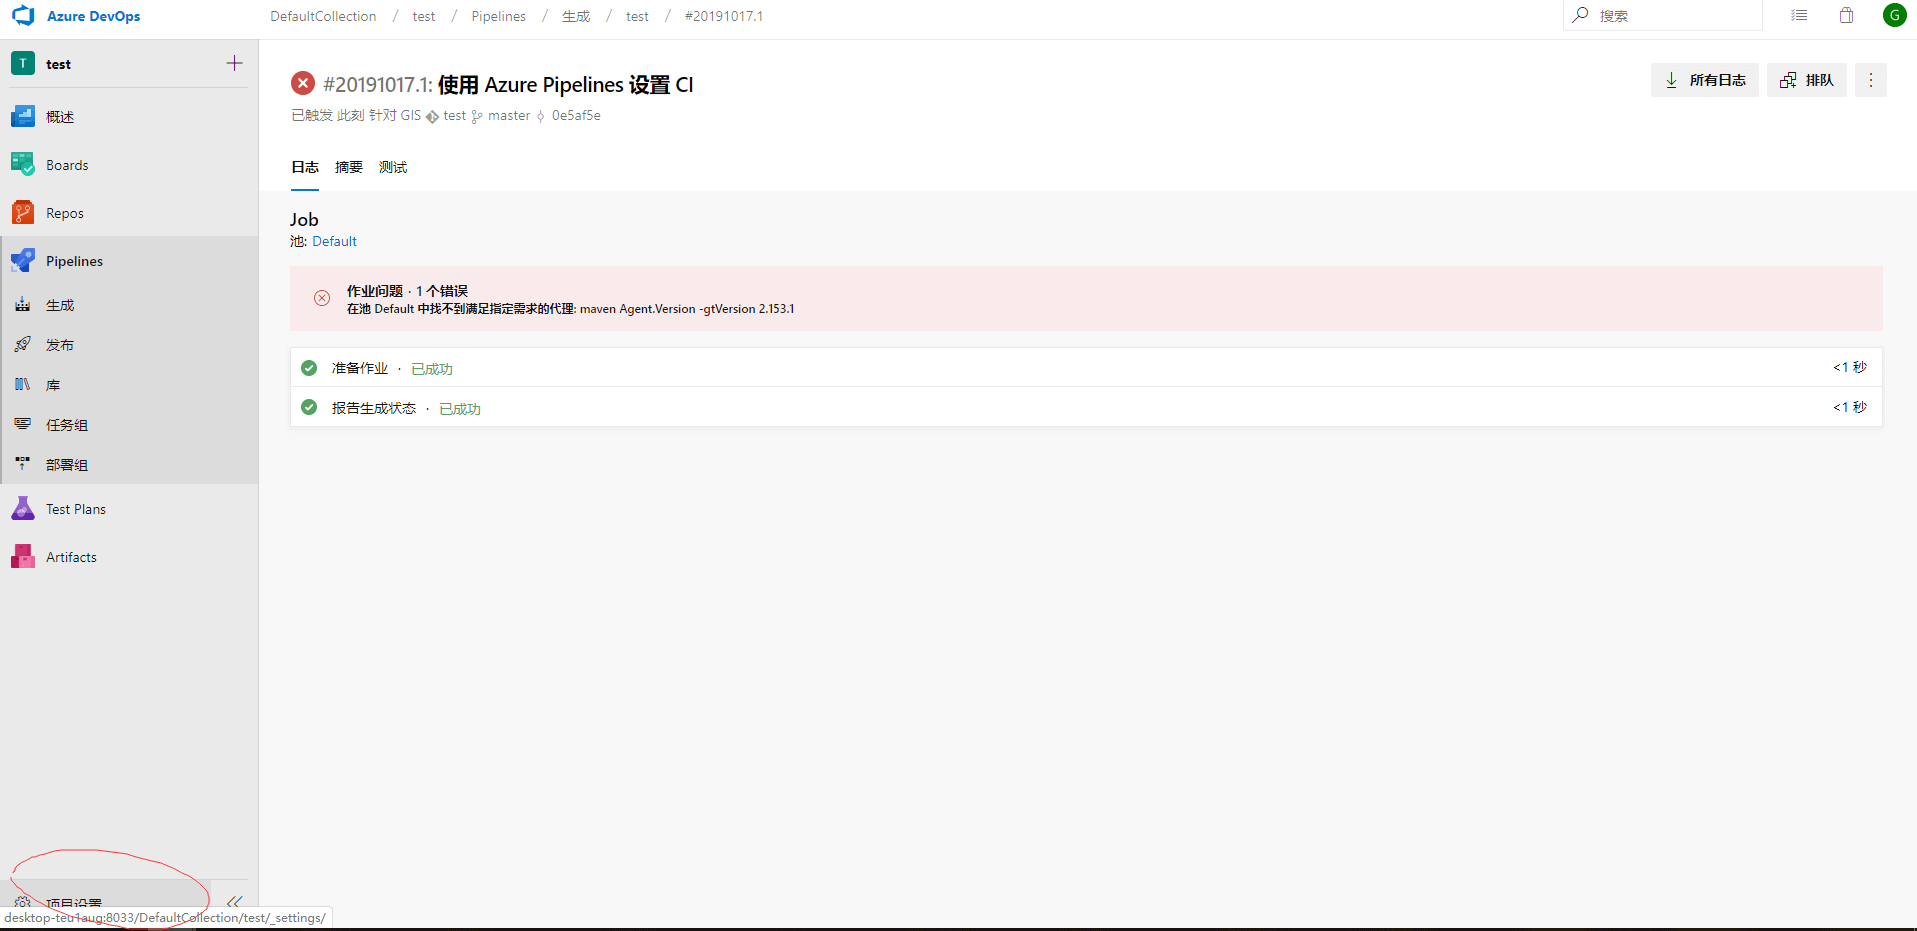 Azure DevOps
DefaultCollection / test / Pipelines / 生成 / test / #20191017.1
搜索
G
T test
概述
Boards
Repos
Pipelines
生成
发布
库
任务组
部署组
Test Plans
Artifacts
项目设置
desktop-teu1aug:8033/DefaultCollection/test/_settings/
#20191017.1: 使用 Azure Pipelines 设置 CI
所有日志
排队
已触发 此刻 针对 GIS test master 0e5af5e
日志 摘要 测试
Job
池: Default
作业问题 · 1 个错误
在池 Default 中找不到满足指定需求的代理: maven Agent.Version -gtVersion 2.153.1
准备作业 · 已成功 <1 秒
报告生成状态 · 已成功 <1 秒